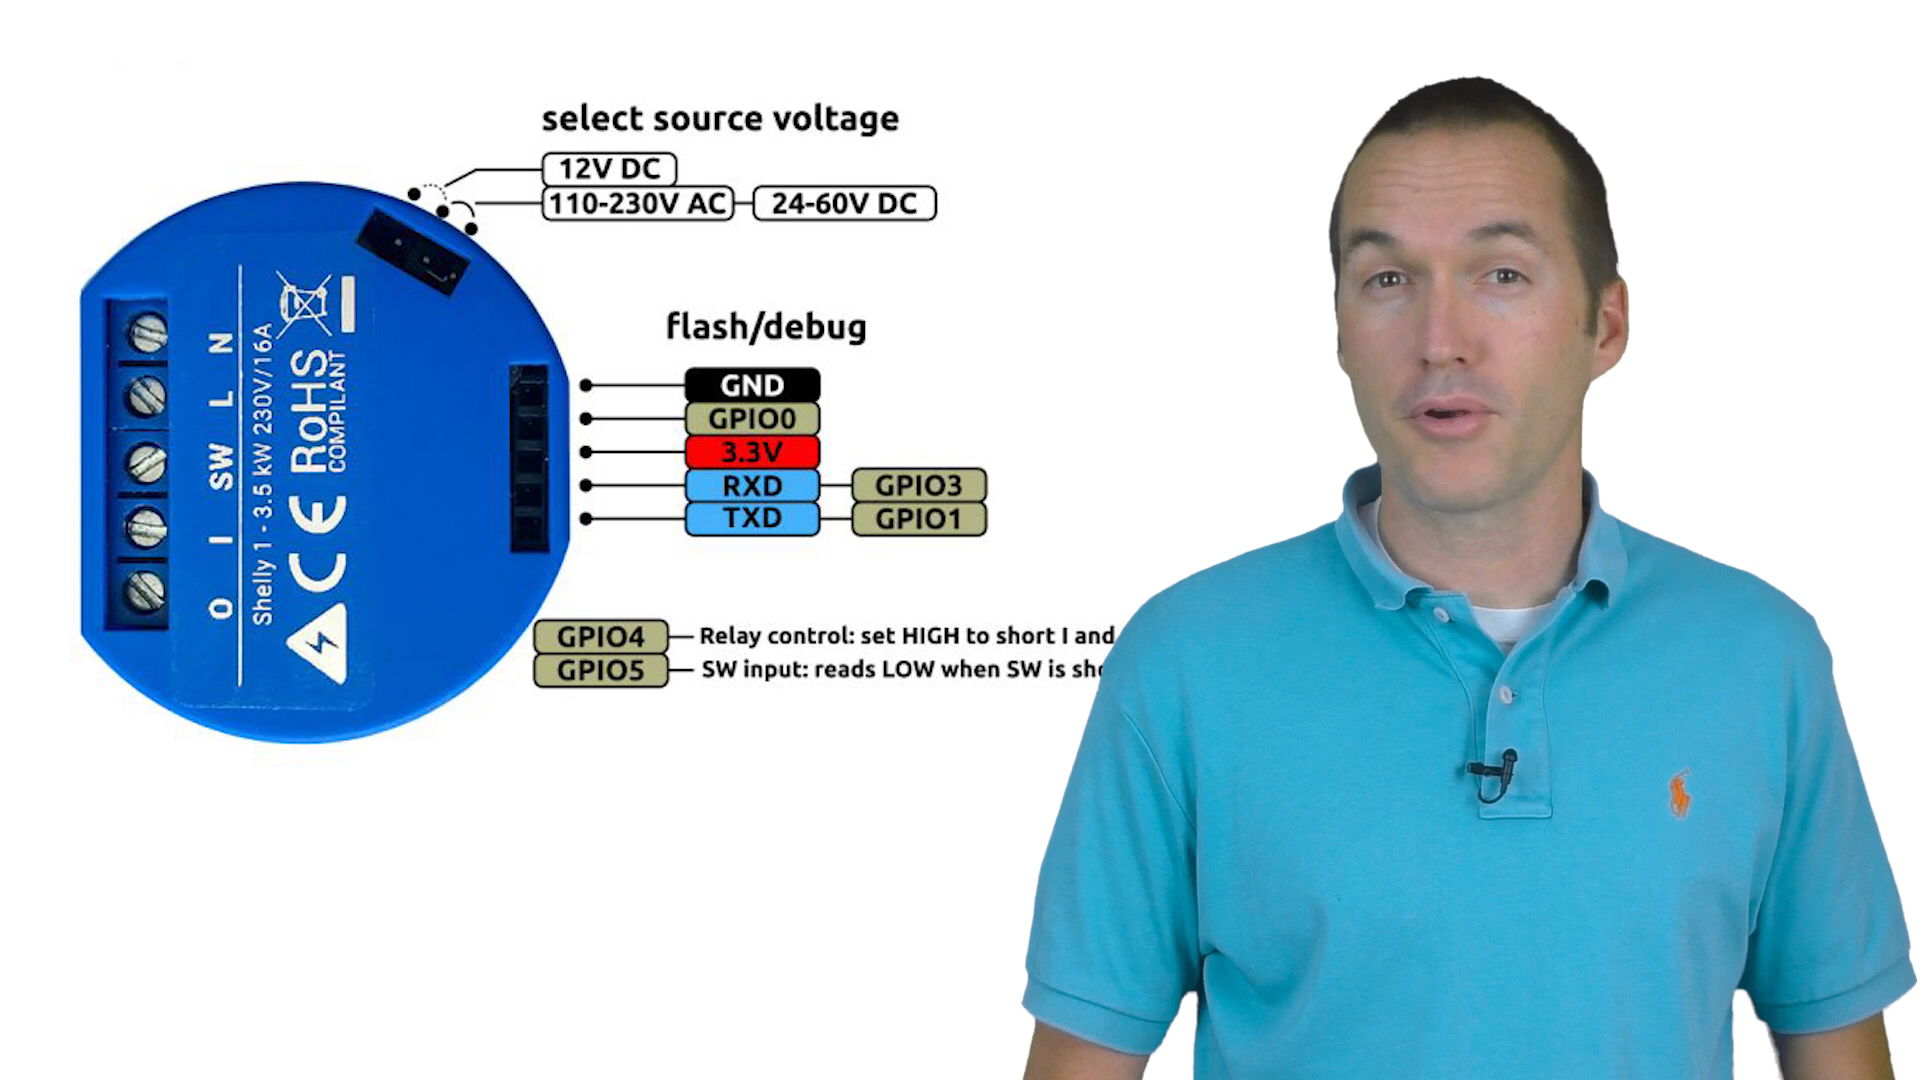 select source voltage
12V DC
110-230V AC 24-60V DC
flash/debug
GND
GPIO0
3.3V
RXD GPIO3
TXD GPIO1
GPIO4 Relay control: set HIGH to short I and
GPIO5 SW input: reads LOW when SW is
O I SW L N
Shelly 1 - 3.5 kW 230V/16A
CE RoHS
COMPILANT